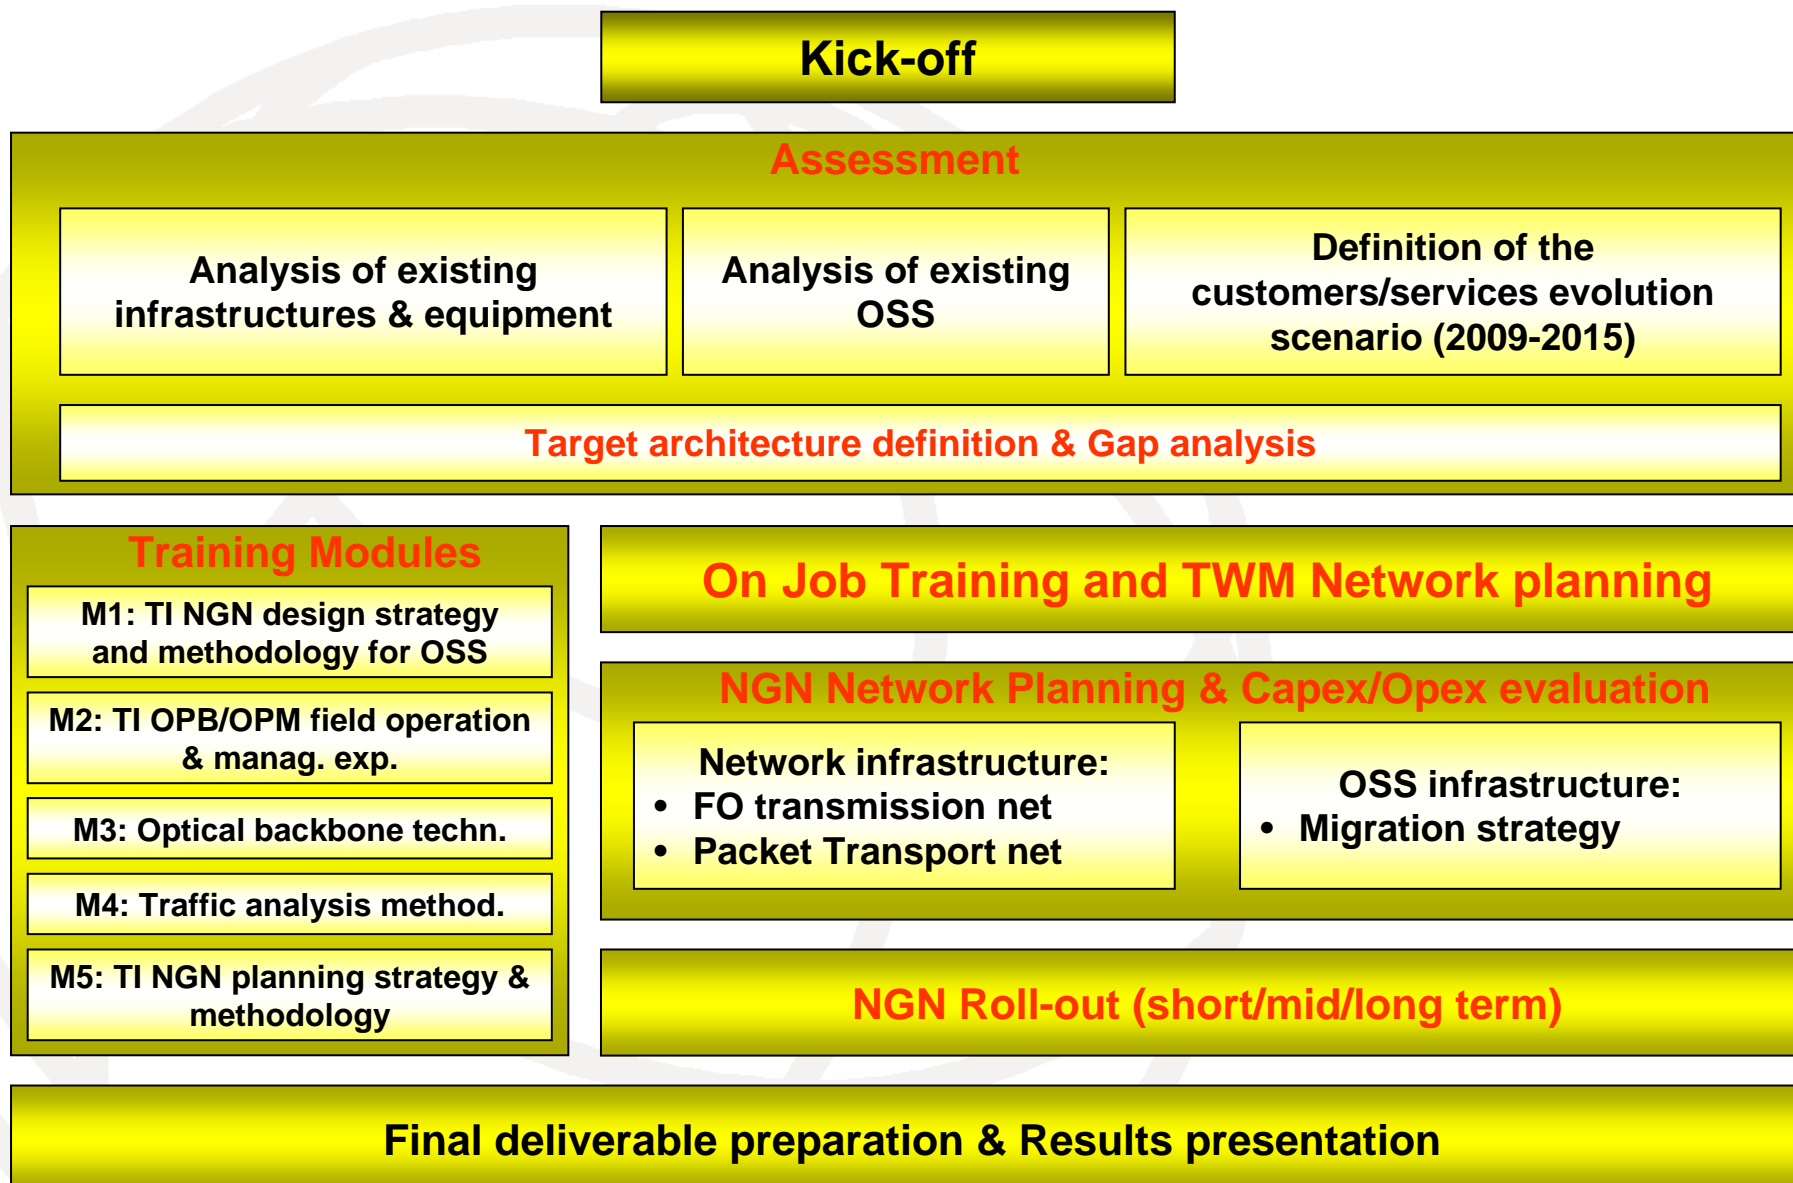 Kick-off
Assessment
Analysis of existing
infrastructures & equipment
Analysis of existing
OSS
Definition of the
customers/services evolution
scenario (2009-2015)
Target architecture definition & Gap analysis
Training Modules
M1: TI NGN design strategy
and methodology for OSS
M2: TI OPB/OPM field operation
& manag. exp.
M3: Optical backbone techn.
M4: Traffic analysis method.
M5: TI NGN planning strategy &
methodology
On Job Training and TWM Network planning
NGN Network Planning & Capex/Opex evaluation
Network infrastructure:
• FO transmission net
• Packet Transport net
OSS infrastructure:
• Migration strategy
NGN Roll-out (short/mid/long term)
Final deliverable preparation & Results presentation